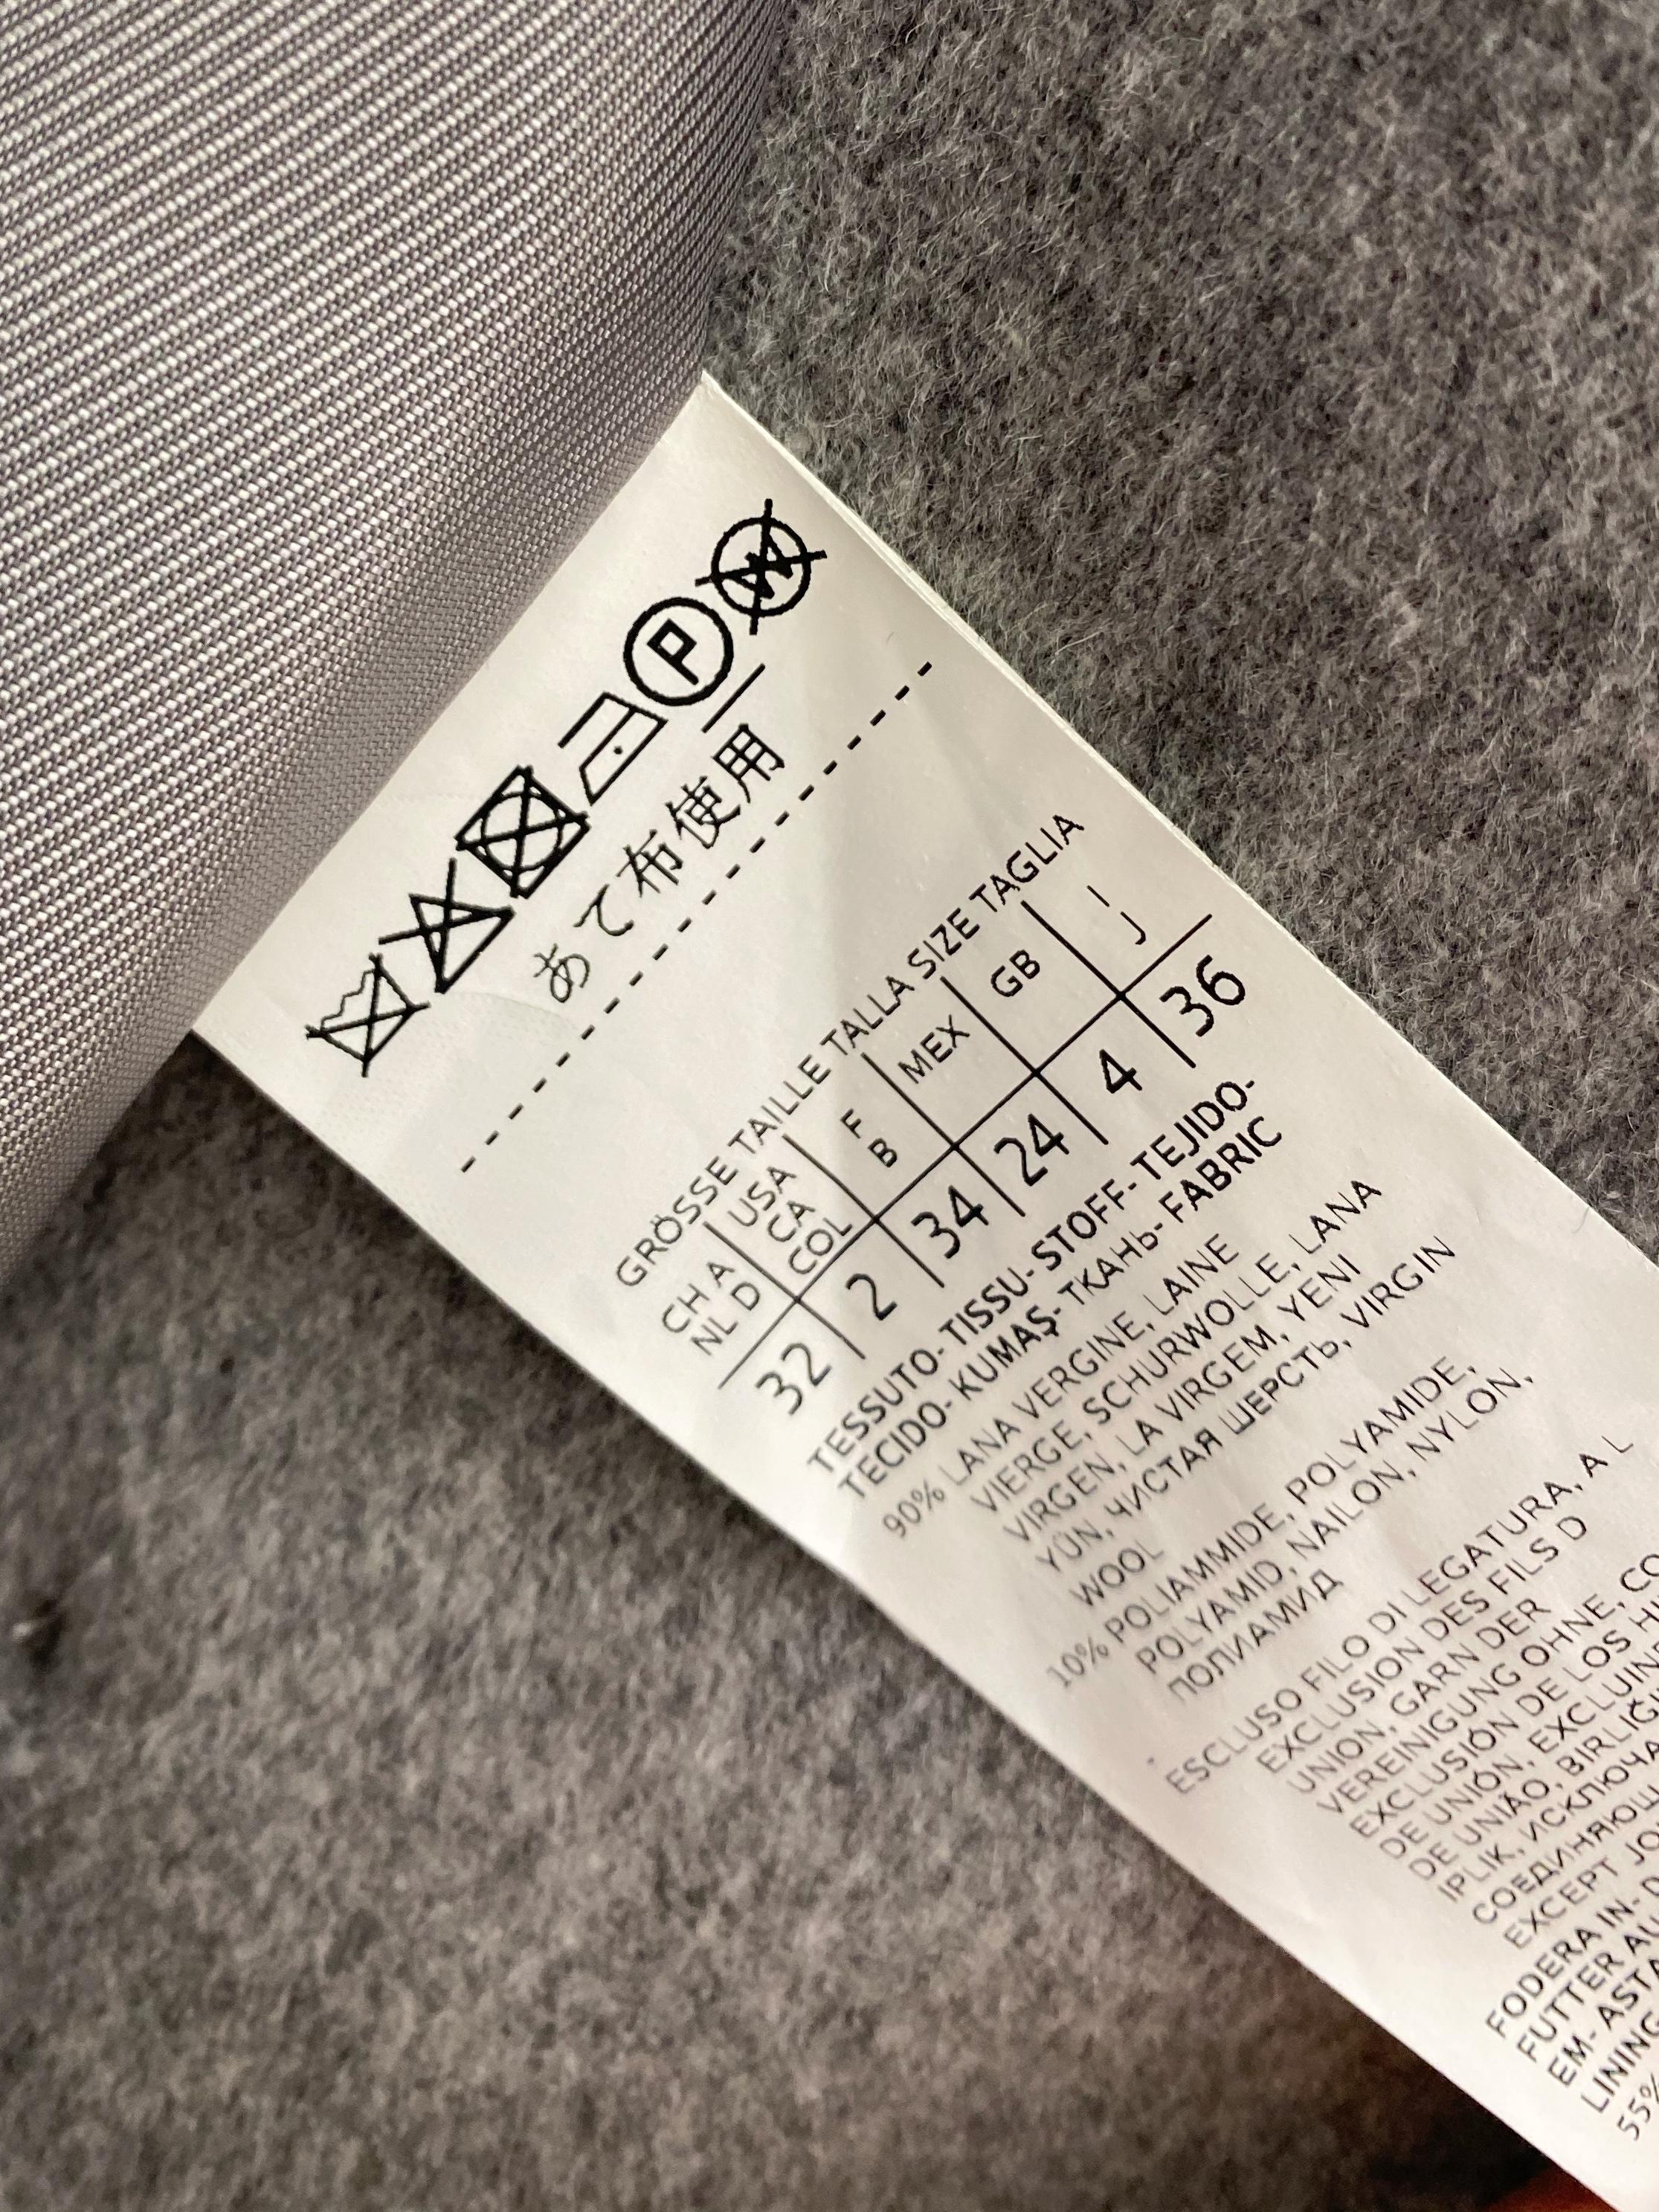 P W
あて布使用
GRÖSSE TAILLE TALLA SIZE TAGLIA
CH A USA F MEX GB I
NL D CA B J
COL
32 2 34 24 4 36
TESSUTO- TISSU- STOFF- TEJIDO-
TECIDO- KUMAŞ- ТКАНЬ- FABRIC
90% LANA VERGINE, LAINE
VIERGE, SCHURWOLLE, LANA
VIRGEN, LA VIRGEM, YENI
YÜN, ЧИСТАЯ ШЕРСТЬ, VIRGIN
WOOL
10% POLIAMMIDE, POLYAMIDE,
POLYAMID, NAILON, NYLON,
ПОЛИАМИД
ESCLUSO FILO DI LEGATURA, A L
EXCLUSION DES FILS D
UNION, GARN DER
VEREINIGUNG OHNE, CO
EXCLUSIÓN DE LOS HI
DE UNIÓN, EXCLUIND
DE UNIÃO, BIRLIĞI
IPLIK, ИСКЛЮЧА
СОЕДИНЯЮЩ
EXCEPT JO
FODERA IN- D
FUTTER AU
EM- ASTA
LINING
55%